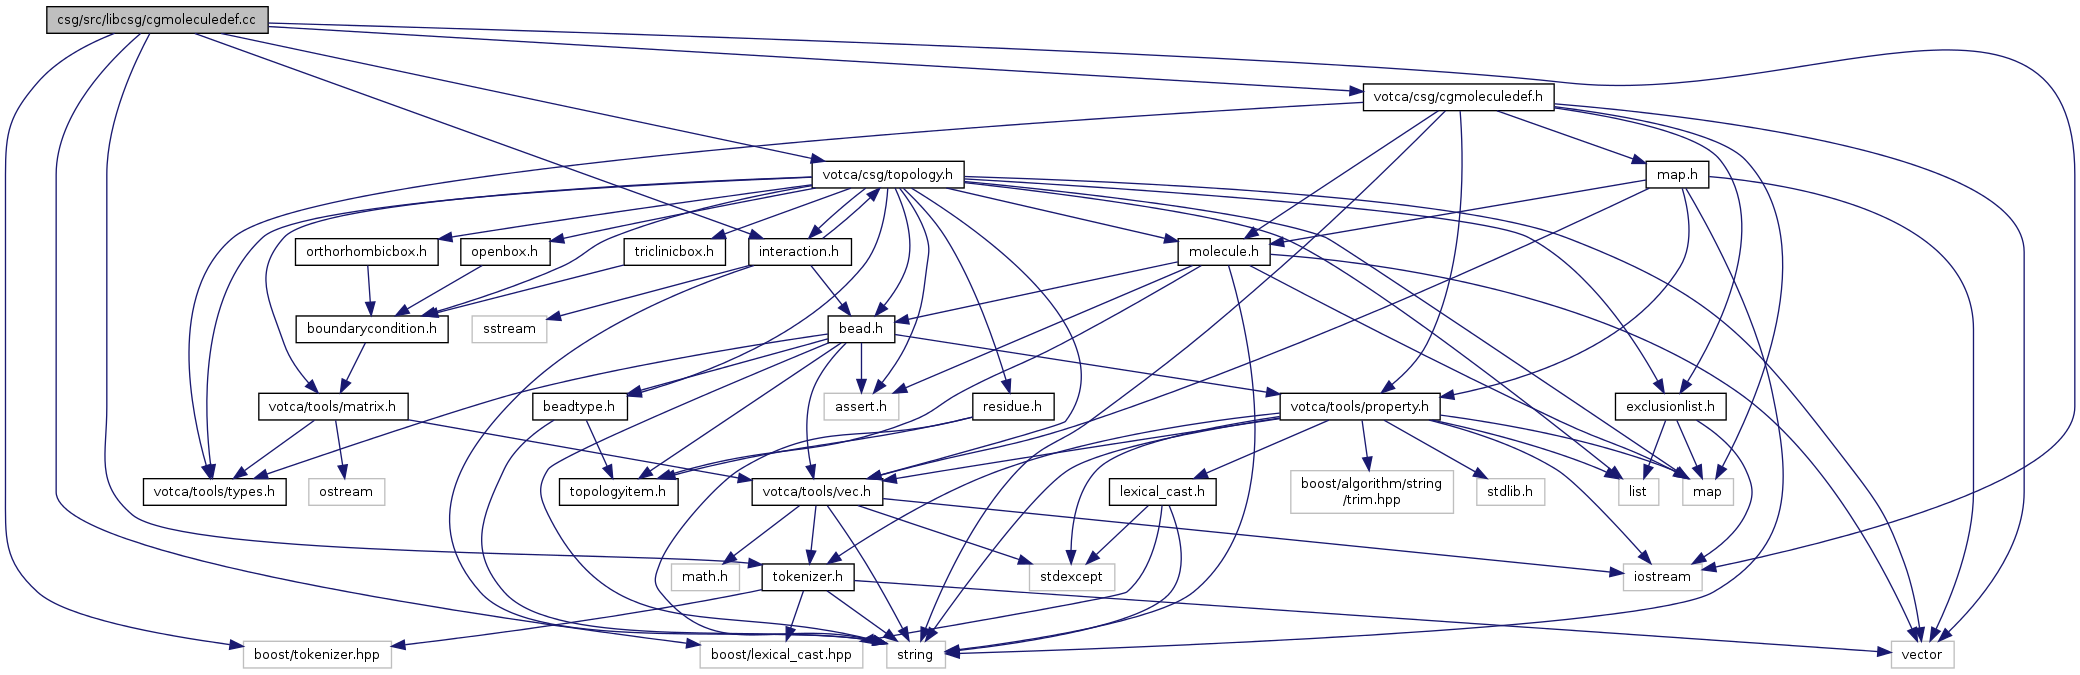 csg/src/libcsg/cgmoleculedef.cc
votca/csg/cgmoleculedef.h
votca/csg/topology.h
map.h
orthorhombicbox.h
openbox.h
triclinicbox.h
interaction.h
molecule.h
boundarycondition.h
sstream
bead.h
votca/tools/matrix.h
beadtype.h
assert.h
residue.h
votca/tools/property.h
exclusionlist.h
votca/tools/types.h
ostream
topologyitem.h
votca/tools/vec.h
lexical_cast.h
boost/algorithm/string
/trim.hpp
stdlib.h
list
map
math.h
tokenizer.h
stdexcept
iostream
boost/tokenizer.hpp
boost/lexical_cast.hpp
string
vector